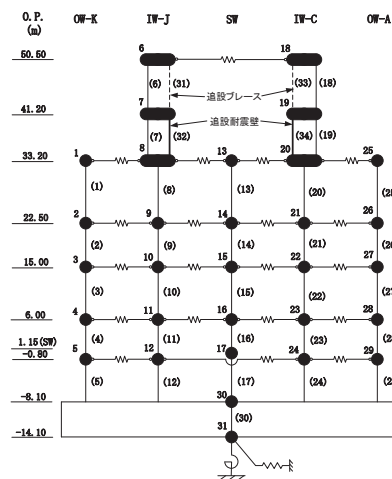 O.P. OW-K IW-J SW IW-C OW-A
(m)
6 18
50.50
(6) (31) (33) (18)
追設ブレース
7 19
41.20
追設耐震壁
(7) (32) (34) (19)
1 8 13 20 25
33.20
(1) (8) (13) (20)
2 9 14 21 26
22.50
(2) (9) (14) (21)
3 10 15 22 27
15.00
(3) (10) (15) (22)
4 11 16 23 28
6.00
(4) (11) (16) (23)
1.15(SW)
5 12 17 24 29
-0.80
(5) (12) (17) (24)
30
-8.10
(30)
31
-14.10